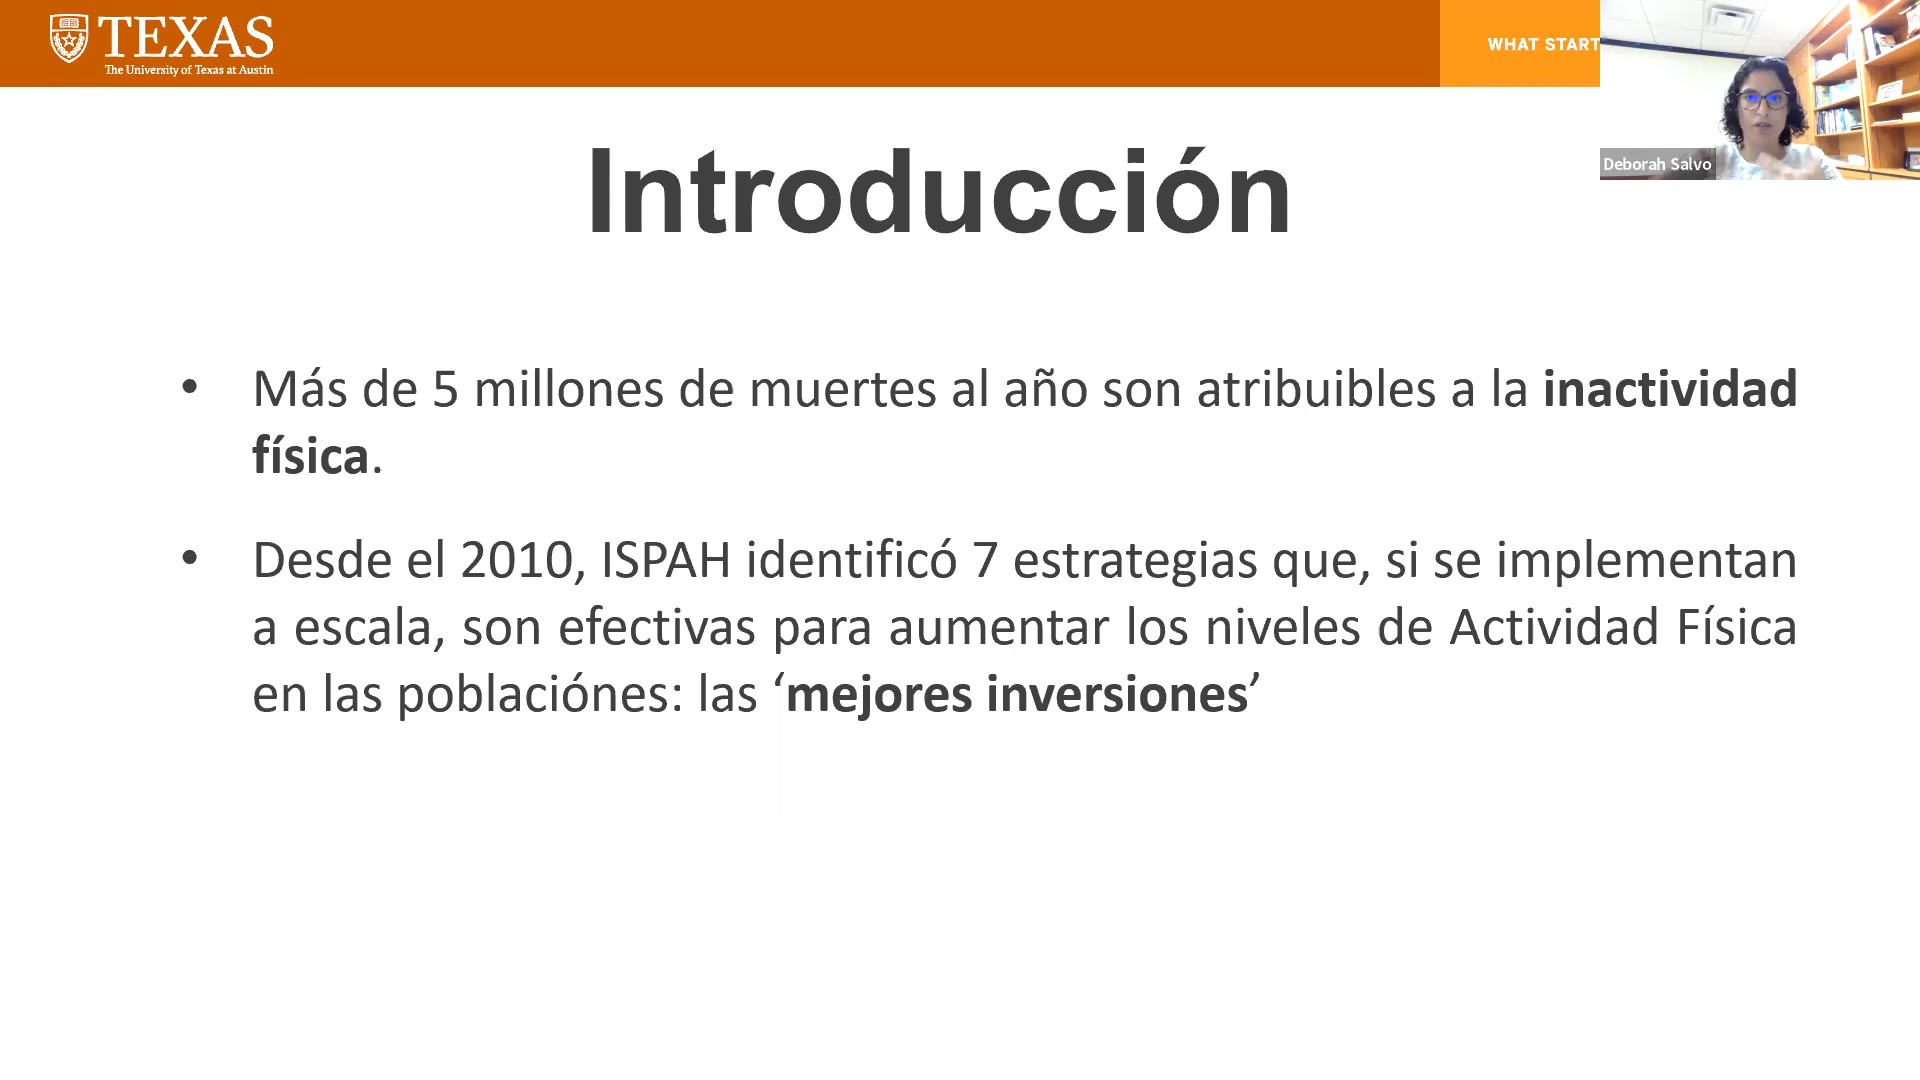 TEXAS
The University of Texas at Austin
WHAT START
Deborah Salvo
Introducción
• Más de 5 millones de muertes al año son atribuibles a la inactividad
física.
• Desde el 2010, ISPAH identificó 7 estrategias que, si se implementan
a escala, son efectivas para aumentar los niveles de Actividad Física
en las poblaciónes: las ‘mejores inversiones’